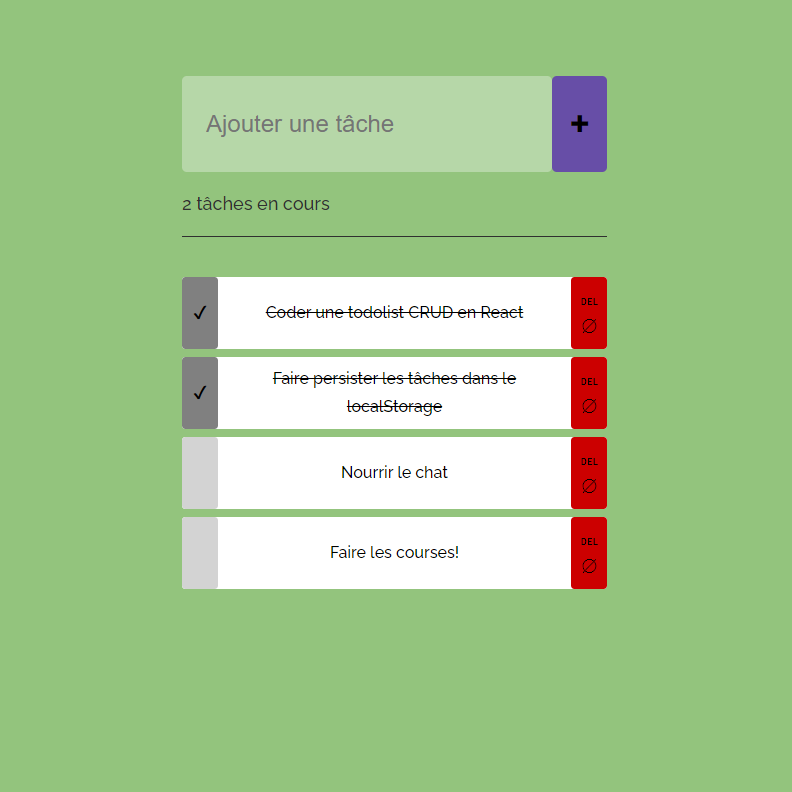 Ajouter une tâche
+
2 tâches en cours
✓ Coder une todolist CRUD en React DEL
∅
✓ Faire persister les tâches dans le DEL
localStorage ∅
Nourrir le chat DEL
∅
Faire les courses! DEL
∅